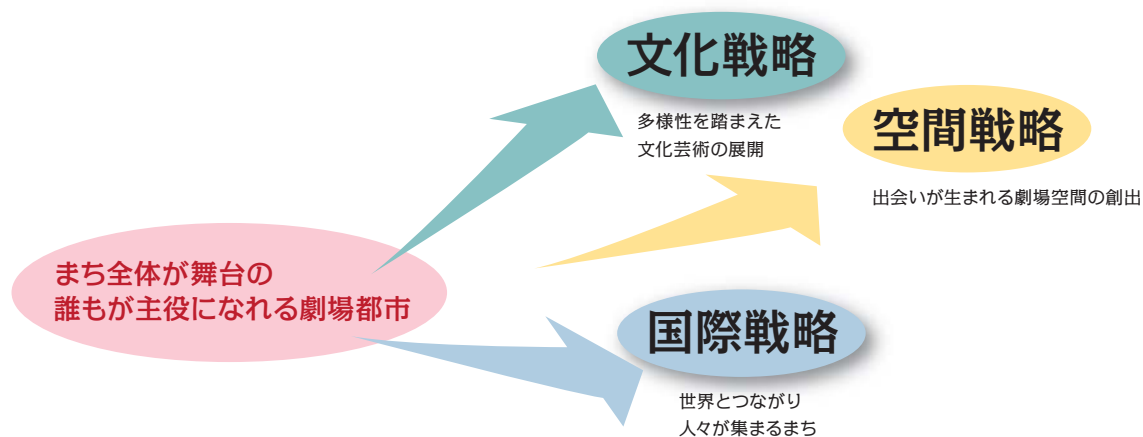 文化戦略
多様性を踏まえた
文化芸術の展開
空間戦略
出会いが生まれる劇場空間の創出
まち全体が舞台の
誰もが主役になれる劇場都市
国際戦略
世界とつながり
人々が集まるまち